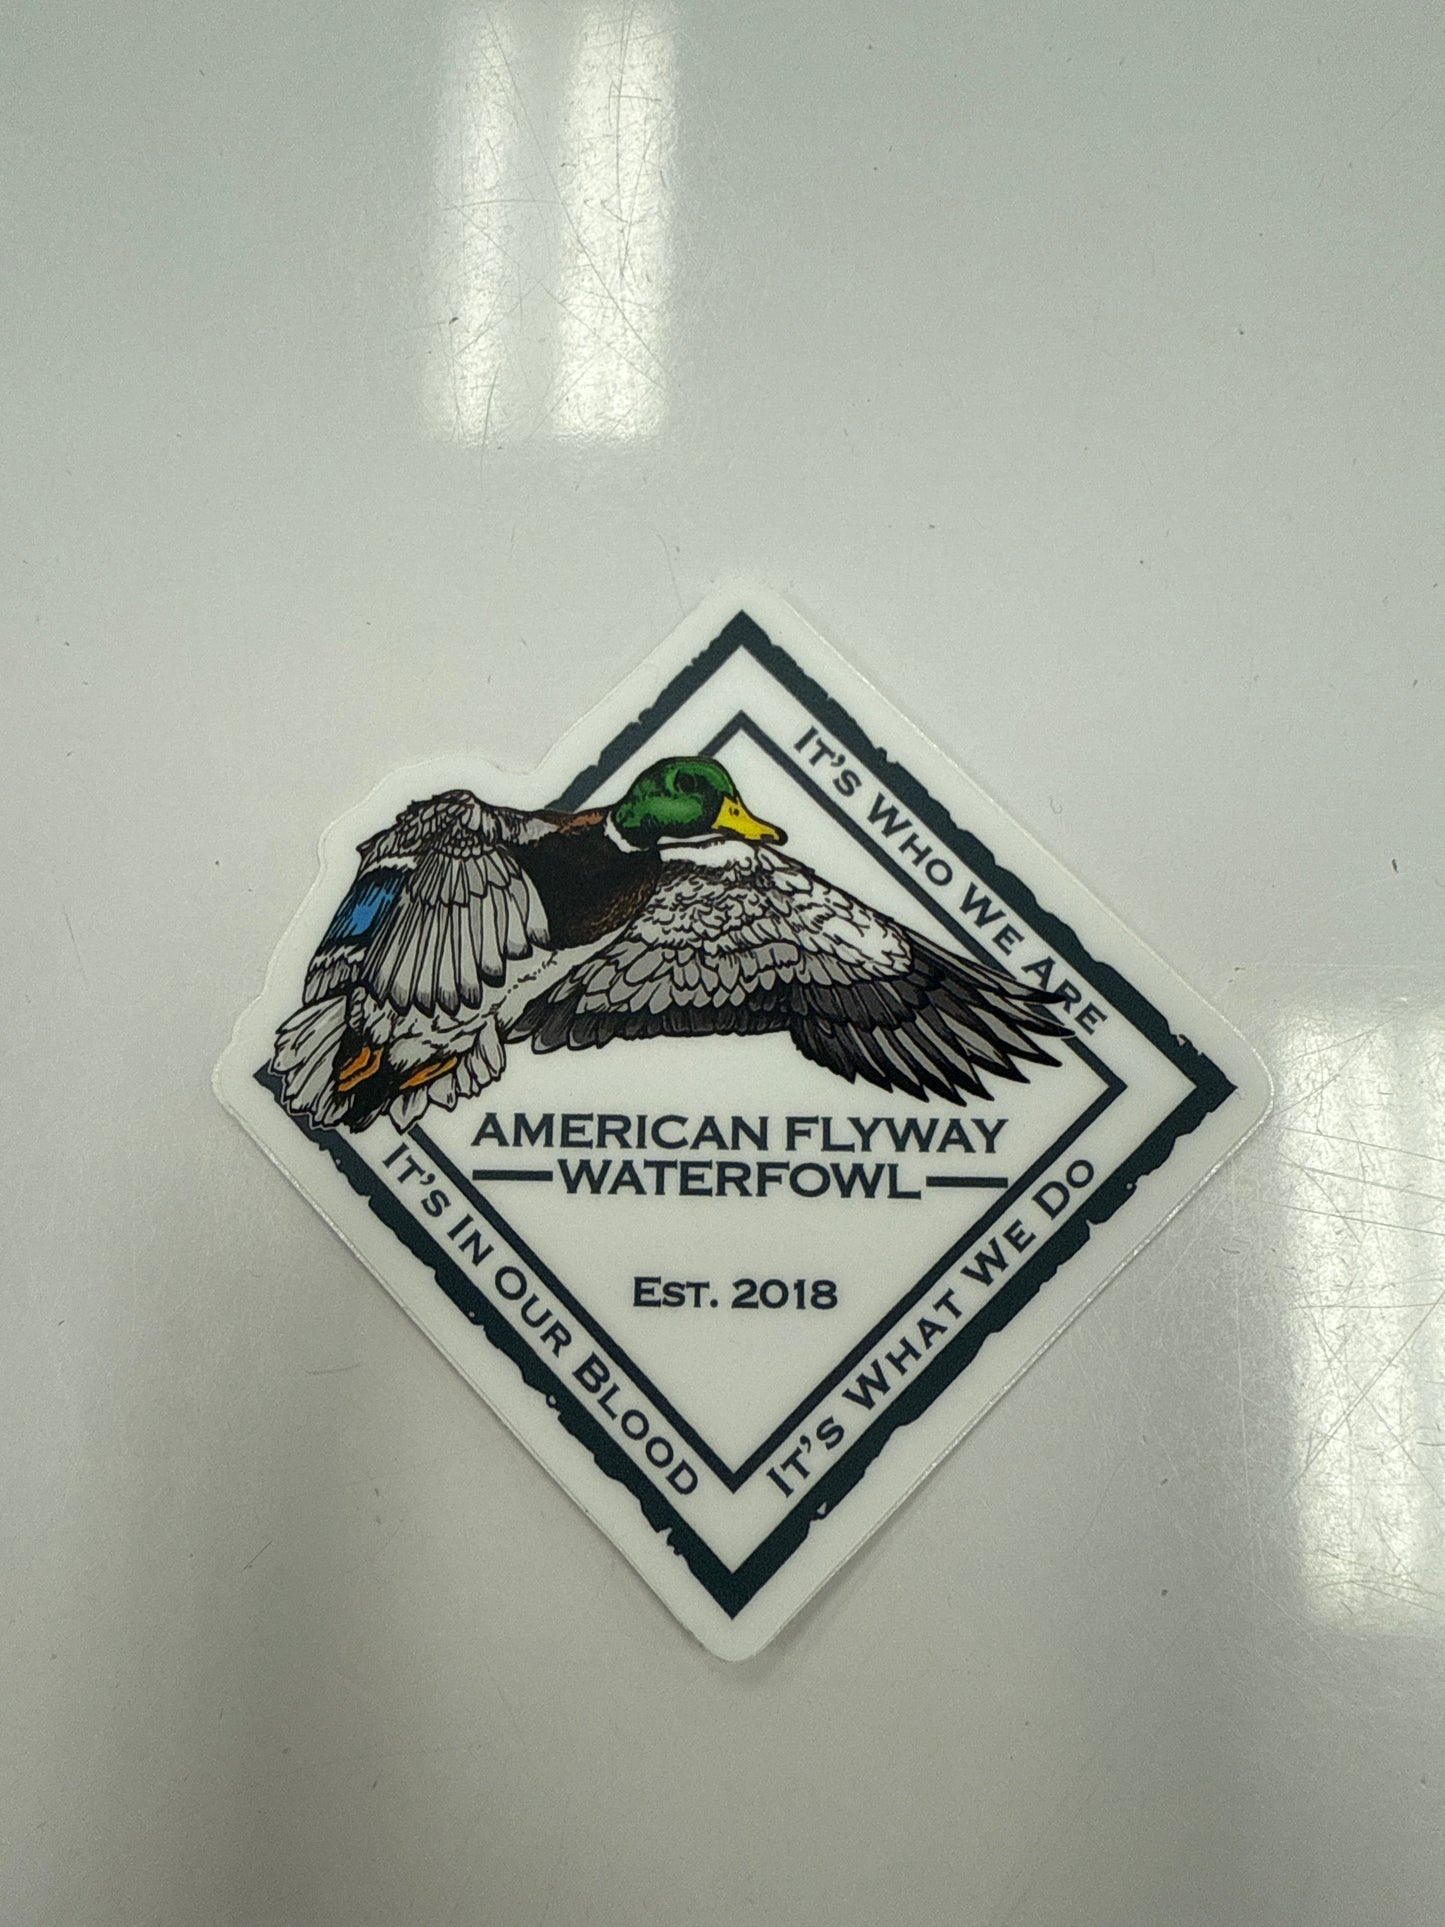 It's Who We Are
American Flyway
Waterfowl
Est. 2018
It's In Our Blood
It's What We Do